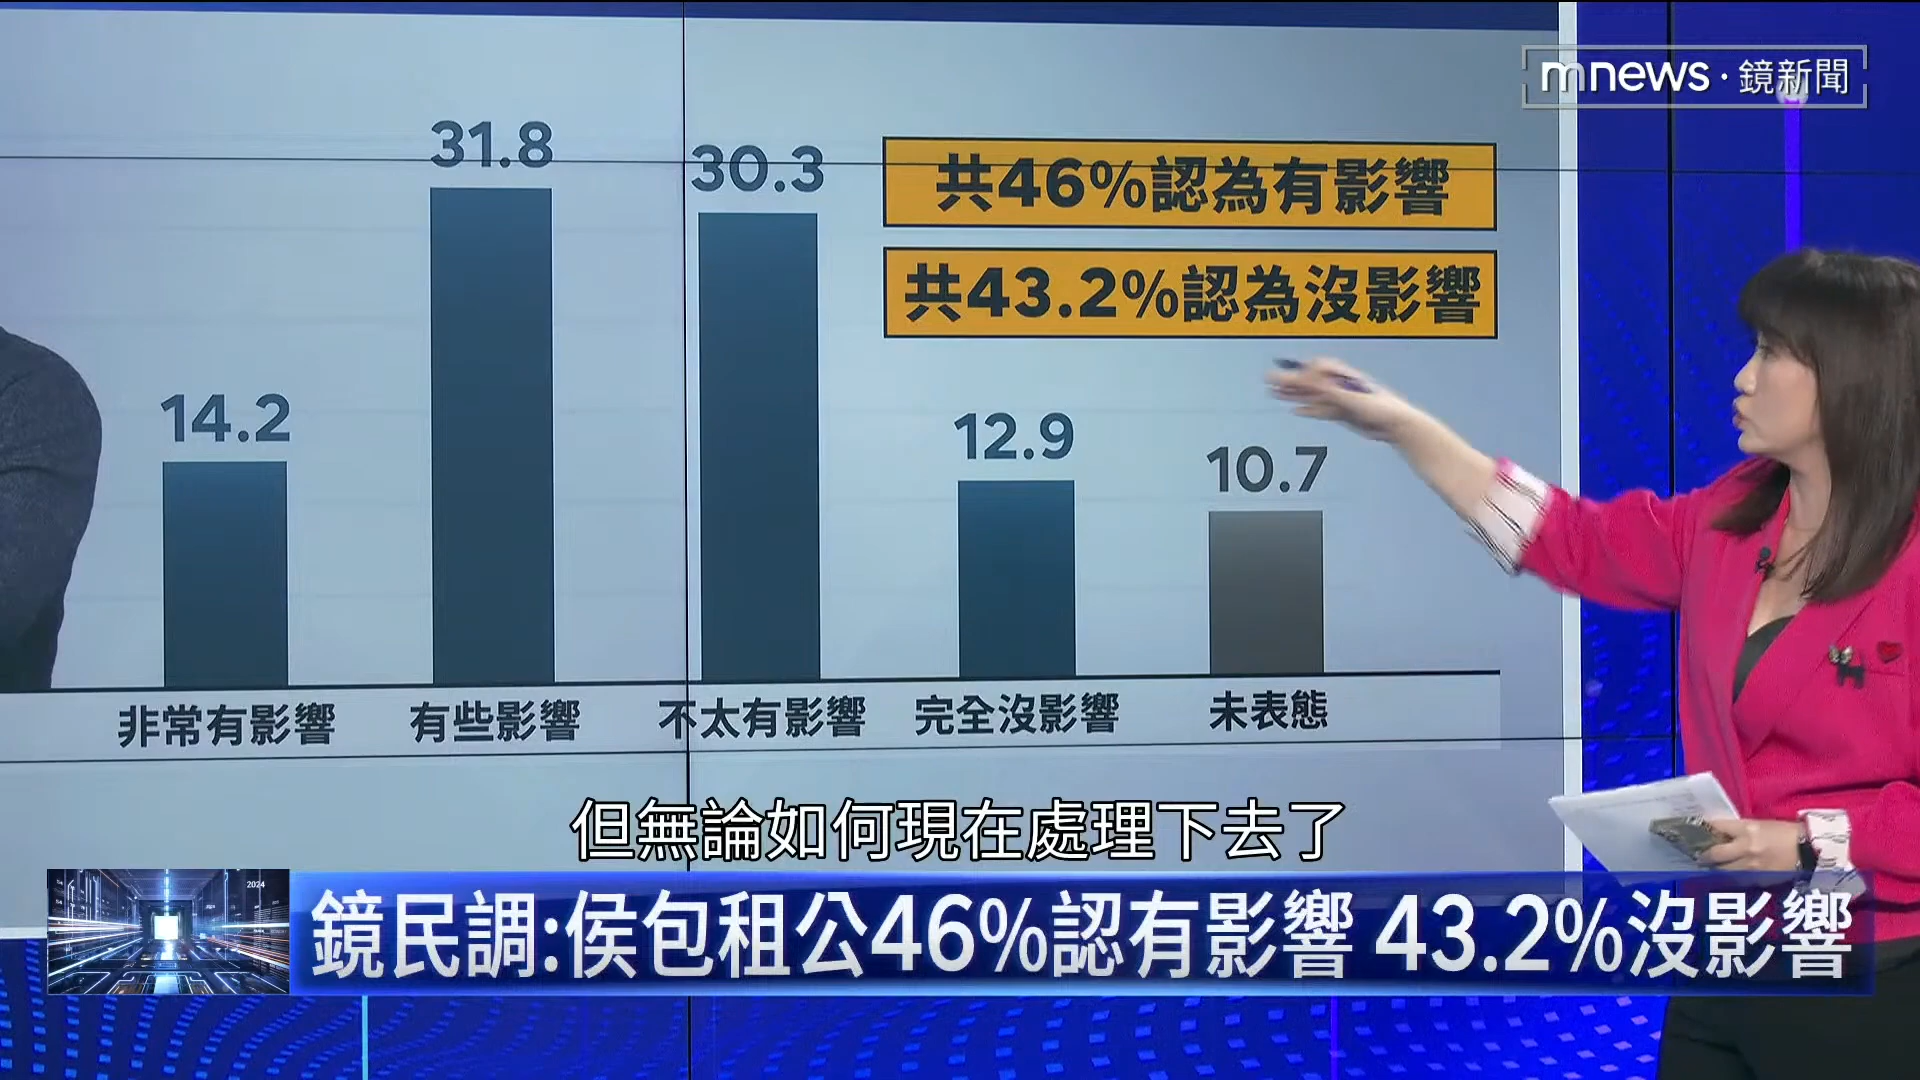 mnews·鏡新聞
31.8
30.3
共46%認為有影響
共43.2%認為沒影響
14.2
12.9
10.7
非常有影響
有些影響
不太有影響
完全沒影響
未表態
但無論如何現在處理下去了
2024
鏡民調:侯包租公46%認有影響 43.2%沒影響